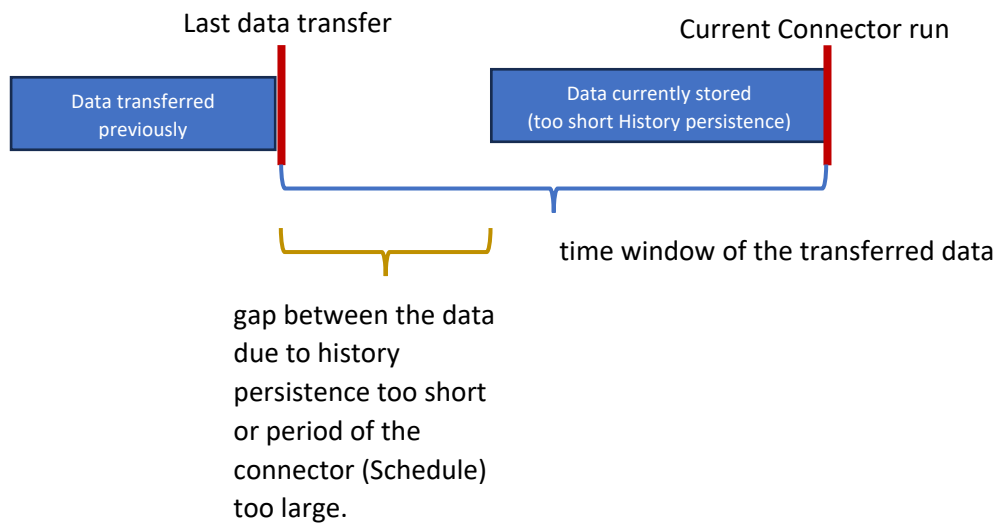 Last data transfer
Current Connector run
Data transferred
previously
Data currently stored
(too short History persistence)
time window of the transferred data
gap between the data
due to history
persistence too short
or period of the
connector (Schedule)
too large.